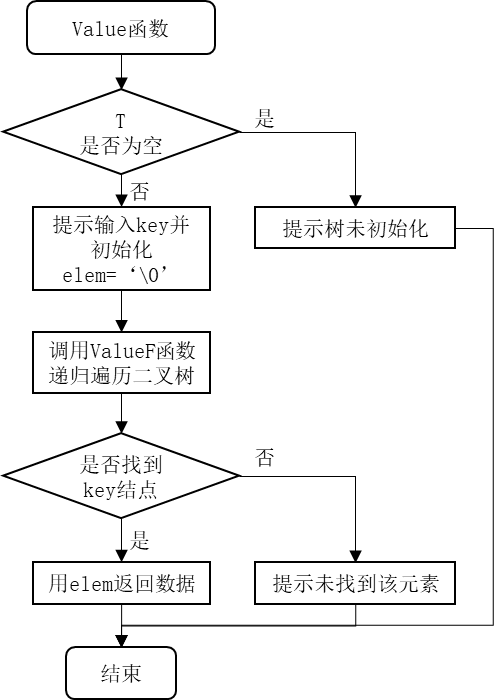 Value函数
T
是否为空
是
否
提示输入key并
初始化
elem=‘\0’
提示树未初始化
调用ValueF函数
递归遍历二叉树
是否找到
key结点
否
是
用elem返回数据
提示未找到该元素
结束